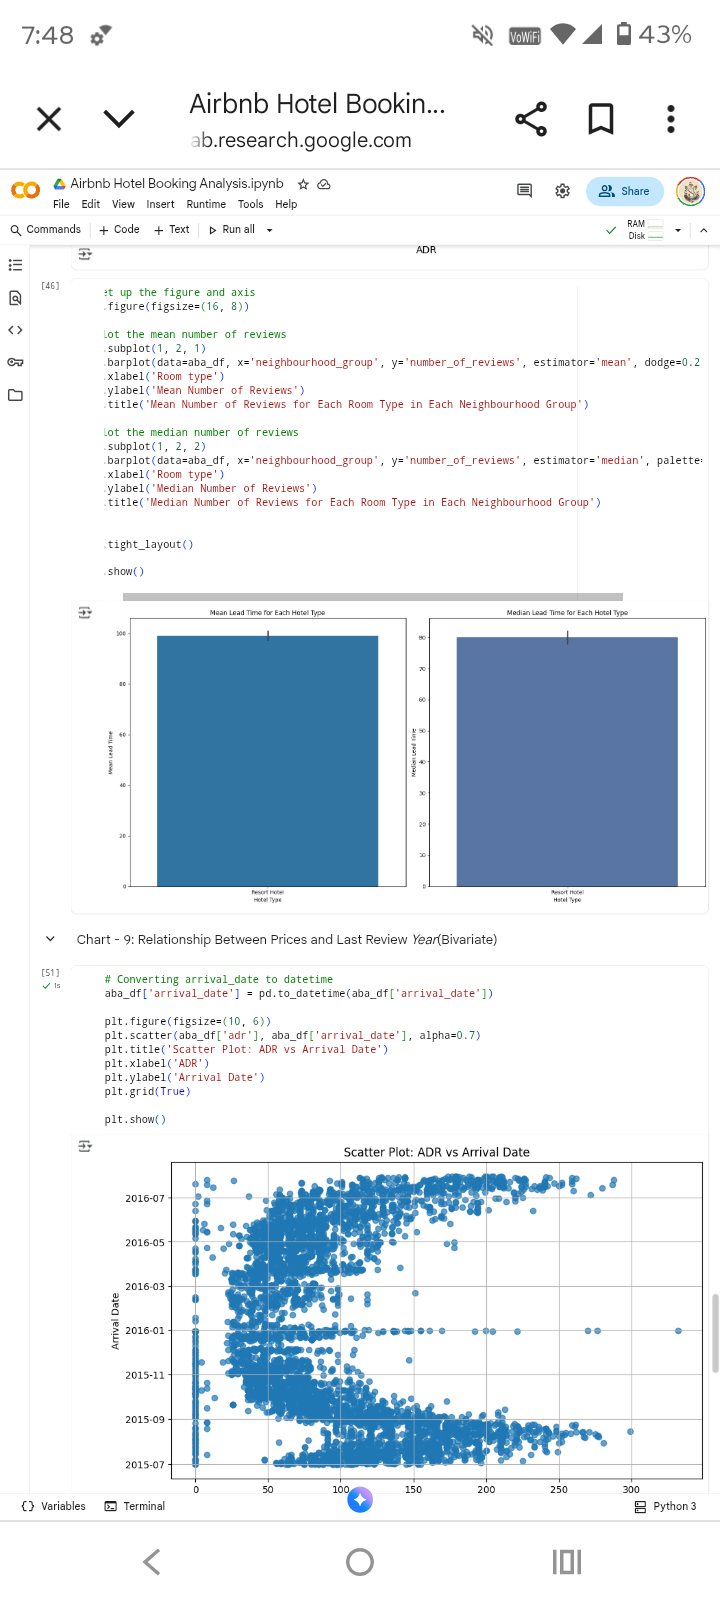 7:48
VoWiFi
43%
Airbnb Hotel Bookin...
ab.research.google.com
Airbnb Hotel Booking Analysis.ipynb
Share
File Edit View Insert Runtime Tools Help
Commands + Code + Text Run all
RAM
Disk
ADR
[46]
et up the figure and axis
.figure(figsize=(16, 8))
lot the mean number of reviews
.subplot(1, 2, 1)
.barplot(data=aba_df, x='neighbourhood_group', y='number_of_reviews', estimator='mean', dodge=0.2
.xlabel('Room type')
.ylabel('Mean Number of Reviews')
.title('Mean Number of Reviews for Each Room Type in Each Neighbourhood Group')
lot the median number of reviews
.subplot(1, 2, 2)
.barplot(data=aba_df, x='neighbourhood_group', y='number_of_reviews', estimator='median', palette=
.xlabel('Room type')
.ylabel('Median Number of Reviews')
.title('Median Number of Reviews for Each Room Type in Each Neighbourhood Group')
.tight_layout()
.show()
Mean Lead Time for Each Hotel Type
100
80
60
40
20
0
Mean Lead Time
Resort Hotel
Hotel Type
Median Lead Time for Each Hotel Type
80
70
60
50
40
30
20
10
0
Median Lead Time
Resort Hotel
Hotel Type
Chart - 9: Relationship Between Prices and Last Review Year(Bivariate)
[51]
1s
# Converting arrival_date to datetime
aba_df['arrival_date'] = pd.to_datetime(aba_df['arrival_date'])
plt.figure(figsize=(10, 6))
plt.scatter(aba_df['adr'], aba_df['arrival_date'], alpha=0.7)
plt.title('Scatter Plot: ADR vs Arrival Date')
plt.xlabel('ADR')
plt.ylabel('Arrival Date')
plt.grid(True)
plt.show()
Scatter Plot: ADR vs Arrival Date
2016-07
2016-05
2016-03
2016-01
2015-11
2015-09
2015-07
Arrival Date
0 50 100 150 200 250 300
Variables Terminal Python 3